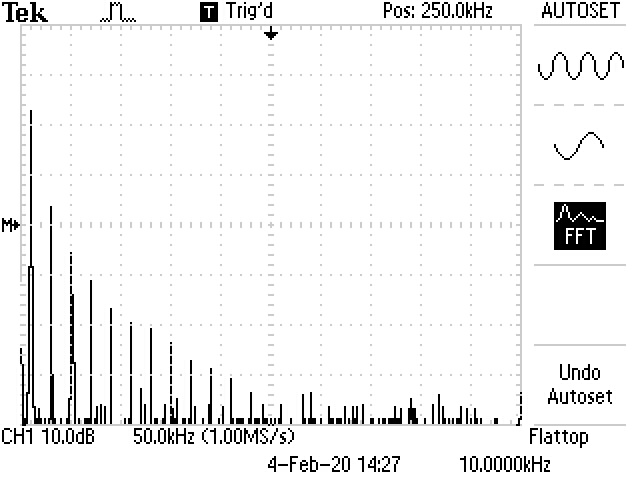 Tek T Trig'd Pos: 250.0kHz AUTOSET
M
FFT
Undo
Autoset
CH1 10.0dB 50.0kHz (1.00MS/s) Flattop
4-Feb-20 14:27 10.0000kHz